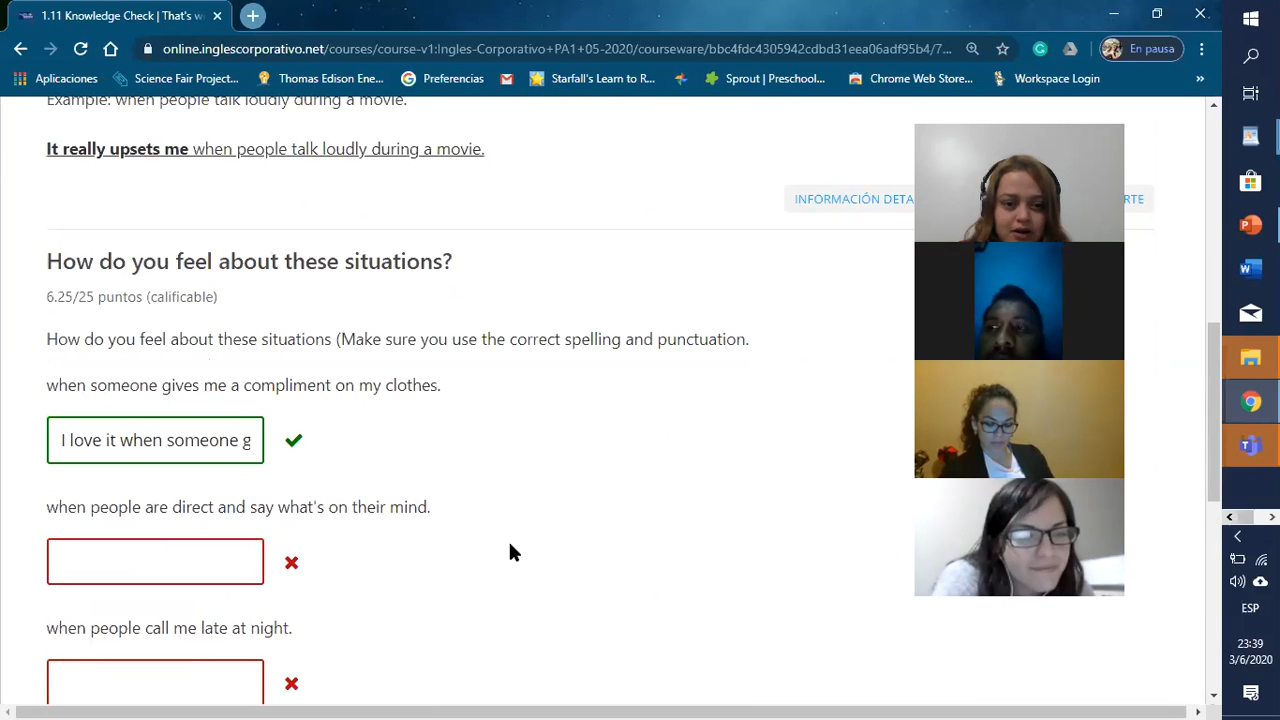 1.11 Knowledge Check | That's w
online.inglescorporativo.net/courses/course-v1:Ingles-Corporativo+PA1+05-2020/courseware/bbc4fdc4305942cdbd31eea06adf95b4/7...
En pausa
Aplicaciones
Science Fair Project...
Thomas Edison Ene...
Preferencias
Starfall's Learn to R...
Sprout | Preschool...
Chrome Web Store...
Workspace Login
»
Example: when people talk loudly during a movie.
It really upsets me when people talk loudly during a movie.
INFORMACIÓN DETA
RTE
How do you feel about these situations?
6.25/25 puntos (calificable)
How do you feel about these situations (Make sure you use the correct spelling and punctuation.
when someone gives me a compliment on my clothes.
I love it when someone g
when people are direct and say what's on their mind.
when people call me late at night.
ESP
23:39
3/6/2020